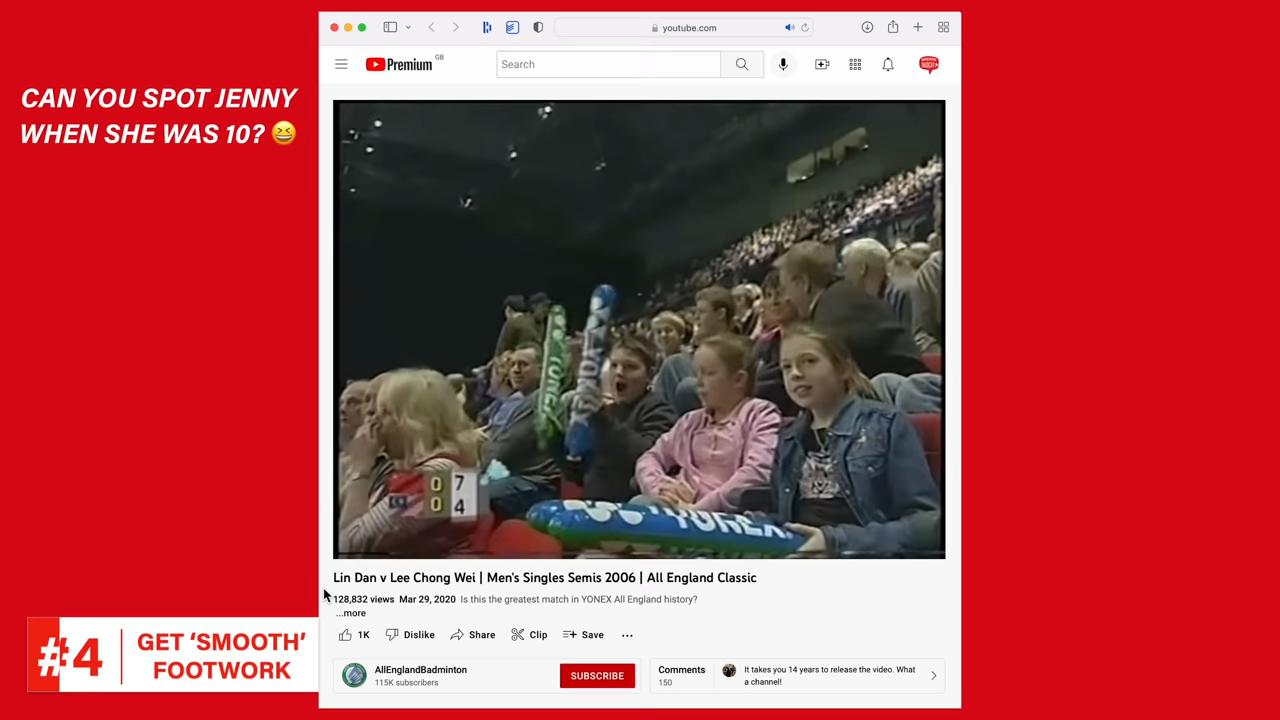 youtube.com
Premium GB
Search
CAN YOU SPOT JENNY
WHEN SHE WAS 10? 😆
YONEX
YONEX
YONEX
0 7
0 4
Lin Dan v Lee Chong Wei | Men's Singles Semis 2006 | All England Classic
128,832 views Mar 29, 2020 Is this the greatest match in YONEX All England history?
...more
1K Dislike Share Clip Save ...
#4 GET ‘SMOOTH’
FOOTWORK
AllEnglandBadminton
115K subscribers
SUBSCRIBE
Comments
150
It takes you 14 years to release the video. What
a channel!